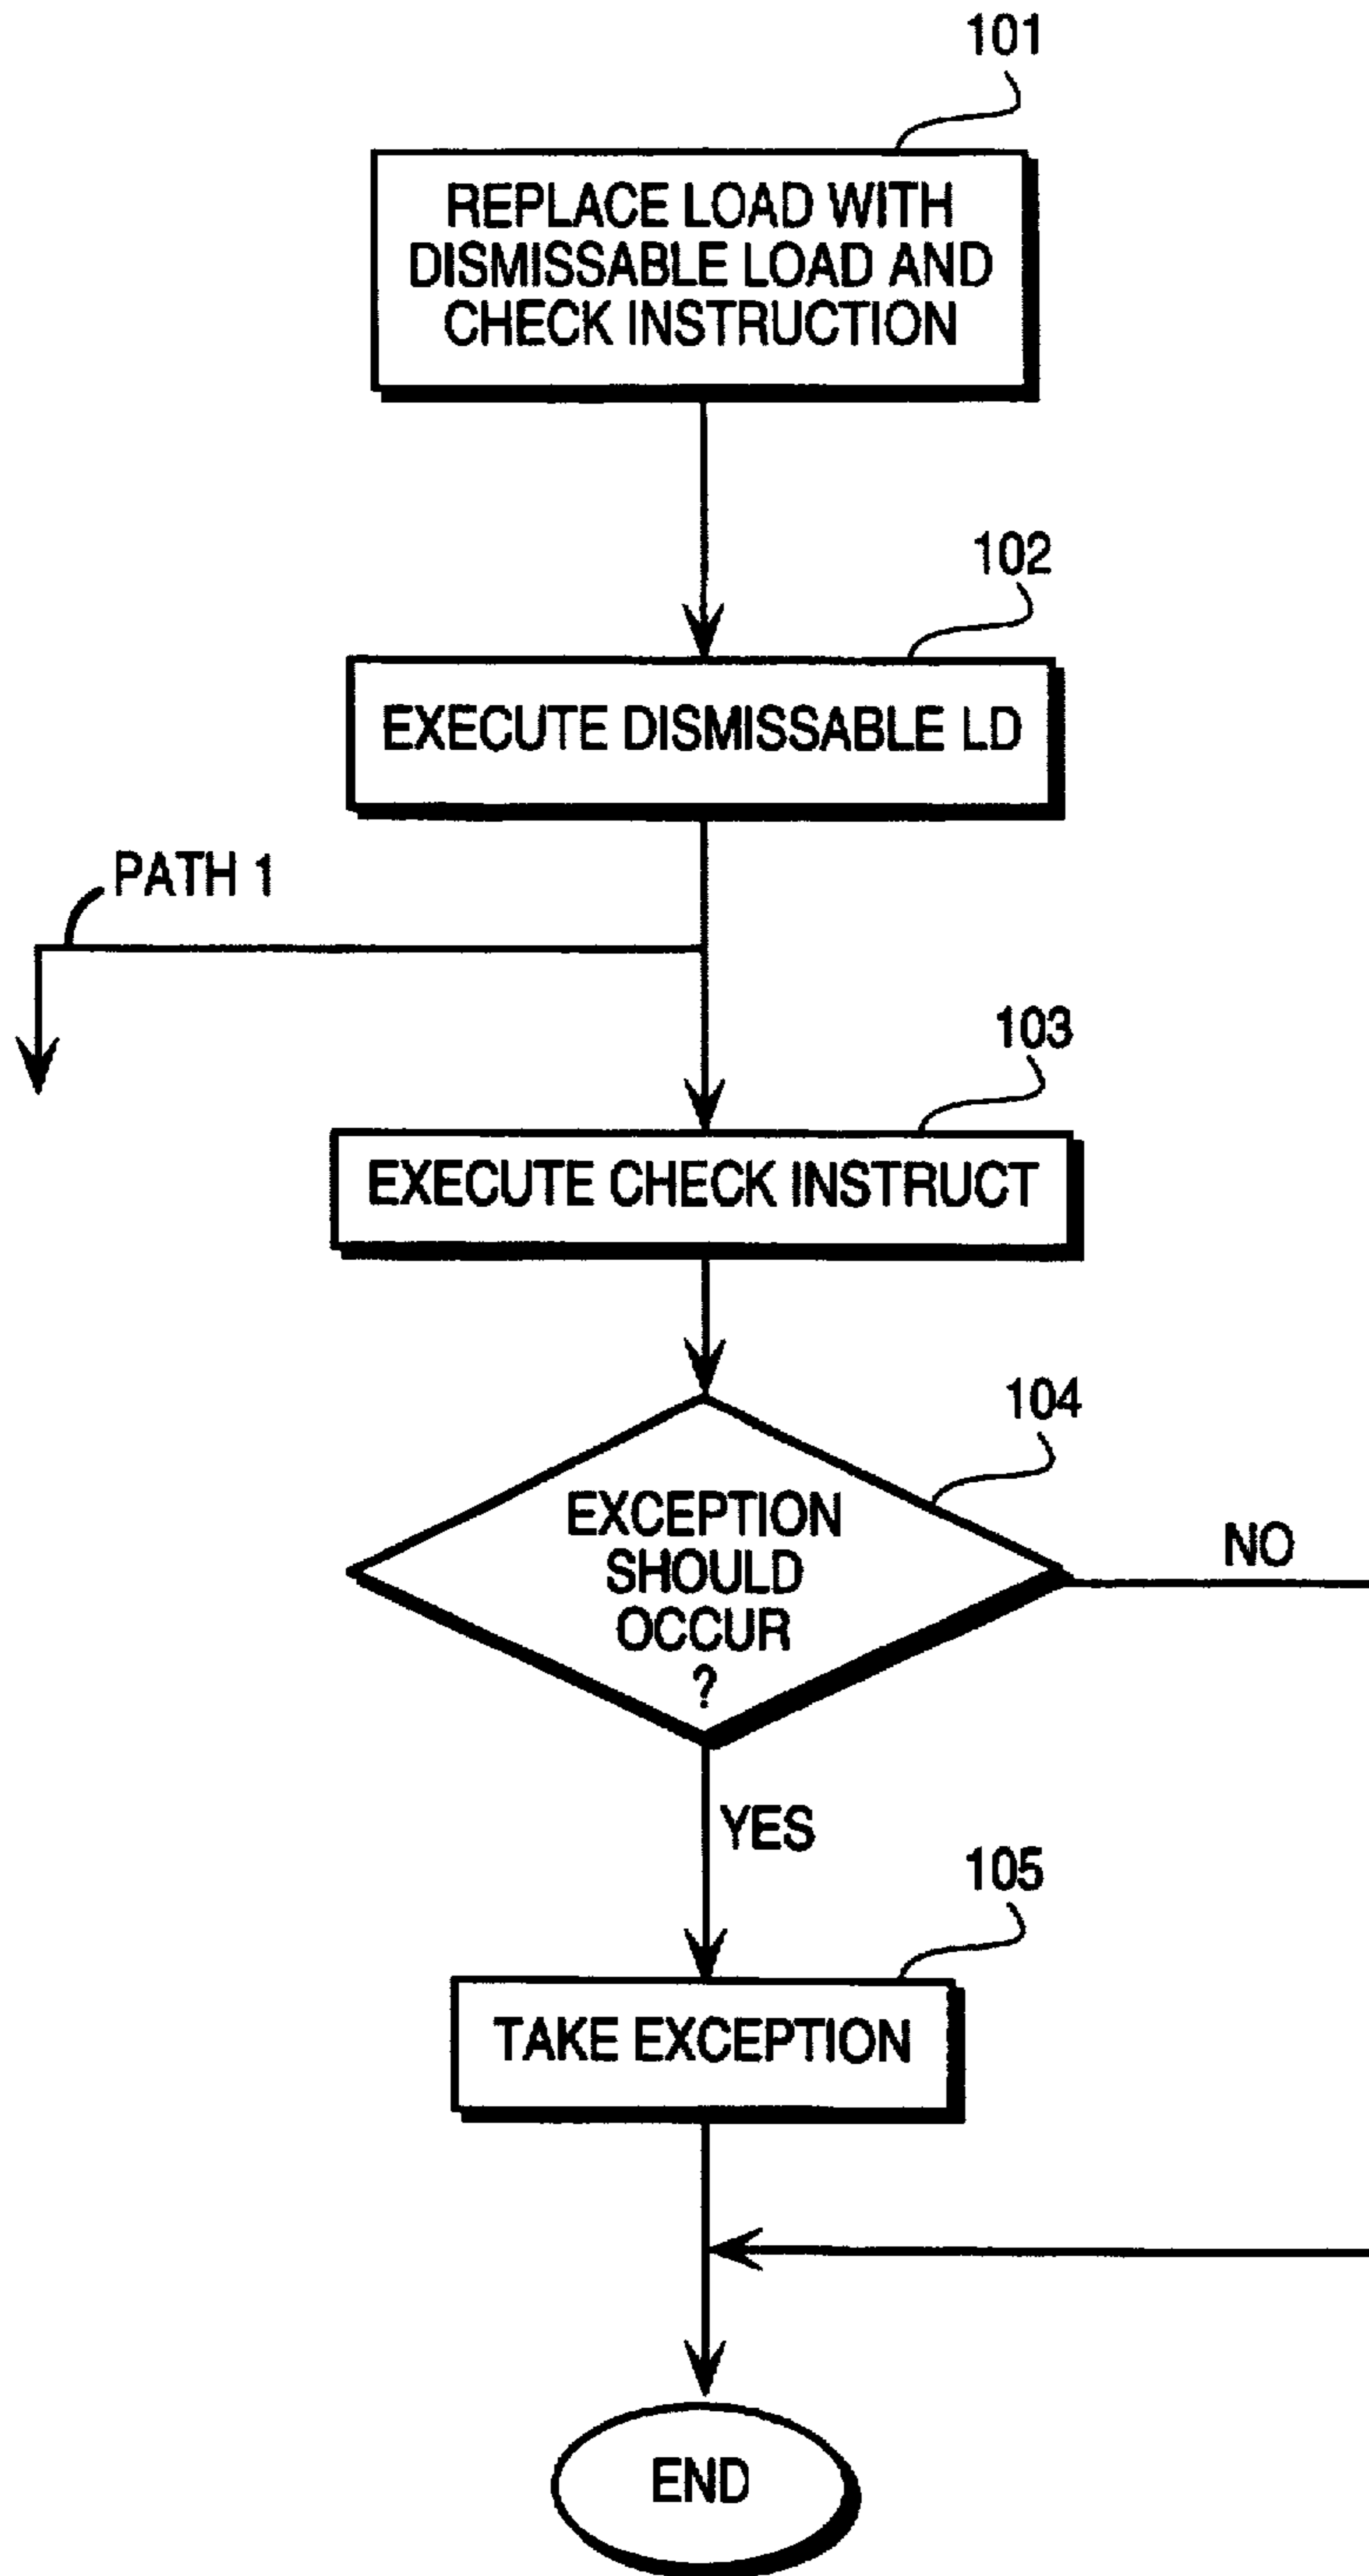 101
REPLACE LOAD WITH
DISMISSABLE LOAD AND
CHECK INSTRUCTION
102
EXECUTE DISMISSABLE LD
PATH 1
103
EXECUTE CHECK INSTRUCT
104
EXCEPTION
SHOULD
OCCUR
?
NO
YES
105
TAKE EXCEPTION
END